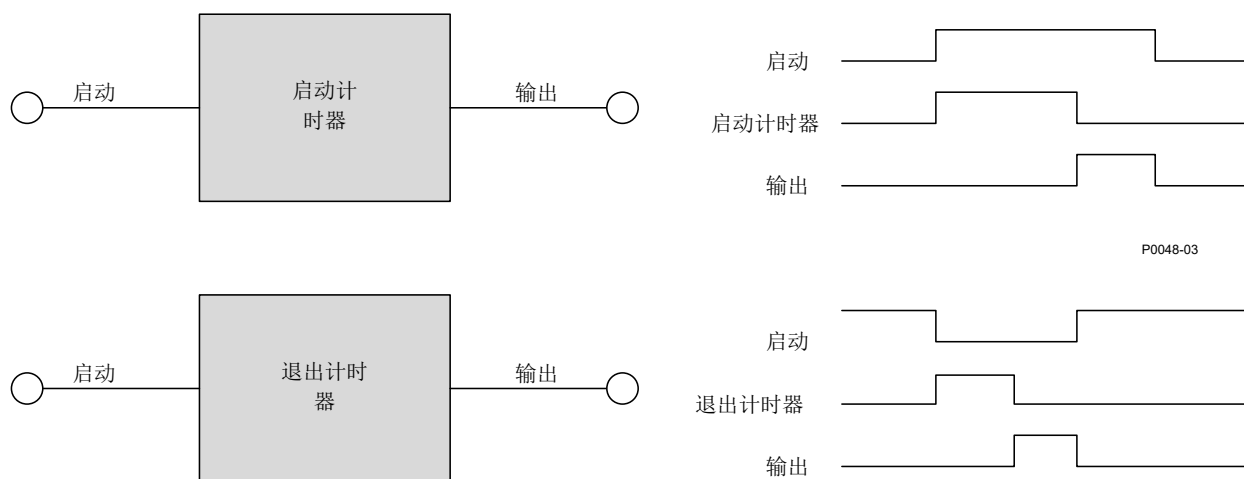 启动
启动计
时器
输出
启动
启动计时器
输出
P0048-03
启动
退出计时
器
输出
启动
退出计时器
输出